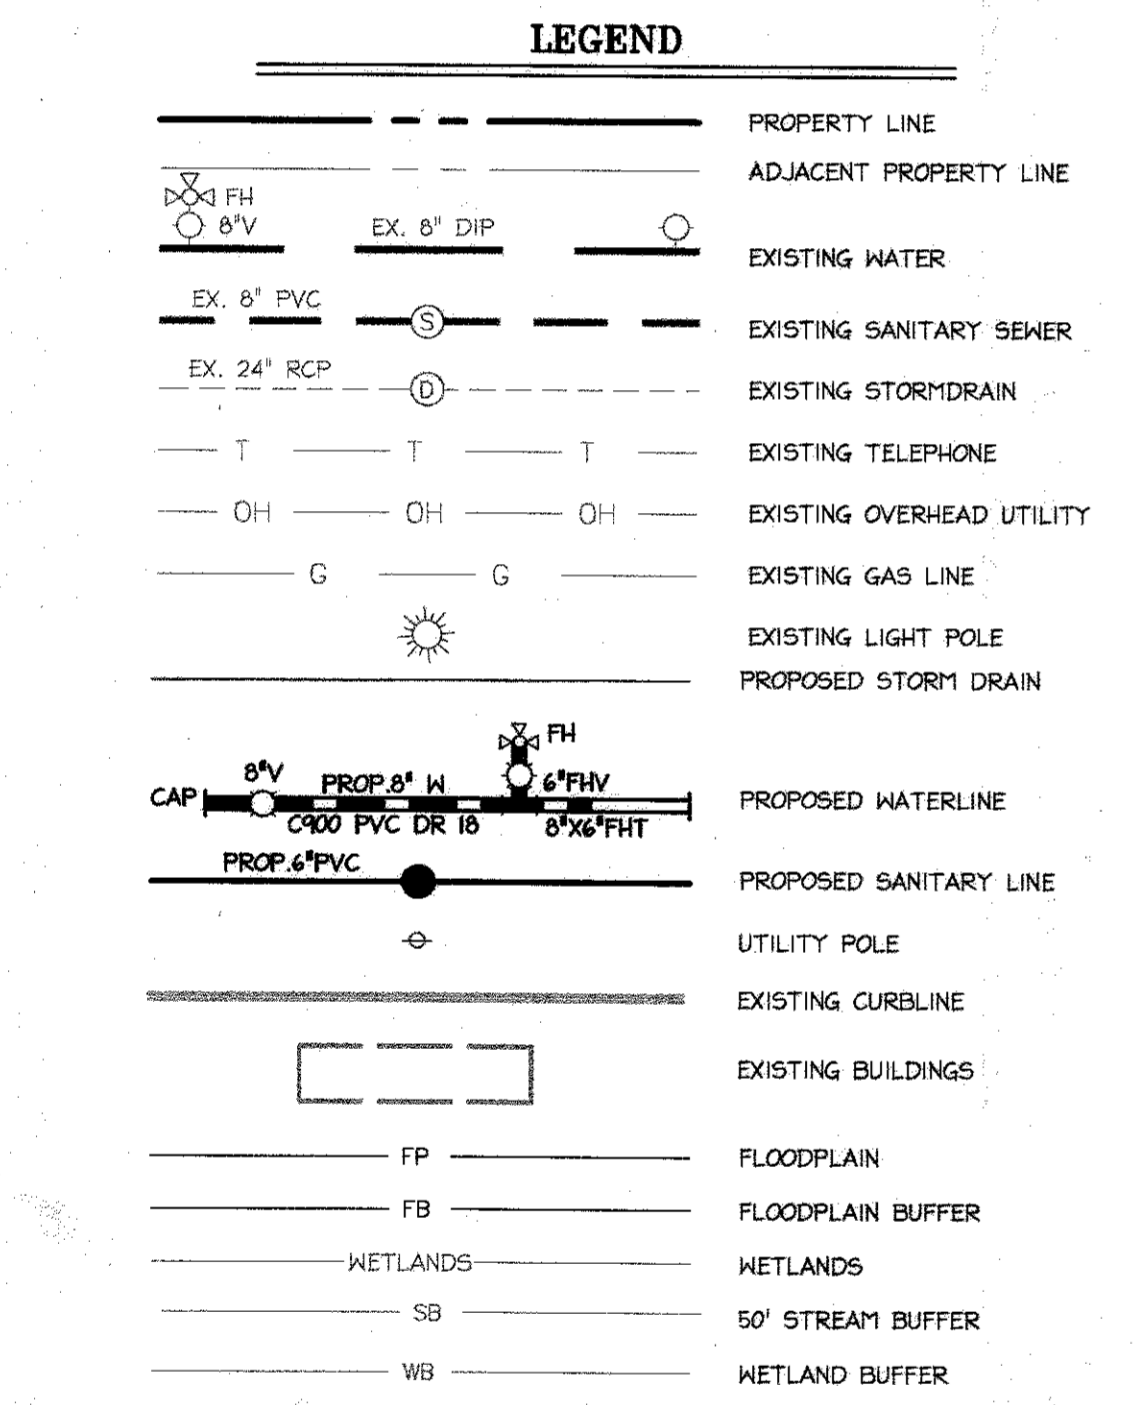 LEGEND
PROPERTY LINE
ADJACENT PROPERTY LINE
FH
8"V
EX. 8" DIP
EXISTING WATER
EX. 8" PVC
S
EXISTING SANITARY SEWER
EX. 24" RCP
D
EXISTING STORMDRAIN
T T T
EXISTING TELEPHONE
OH OH OH
EXISTING OVERHEAD UTILITY
G G
EXISTING GAS LINE
EXISTING LIGHT POLE
PROPOSED STORM DRAIN
FH
8"V
PROP.8" W
6"FHV
CAP
C900 PVC DR 18
8"X6"FHT
PROPOSED WATERLINE
PROP.6"PVC
PROPOSED SANITARY LINE
UTILITY POLE
EXISTING CURBLINE
EXISTING BUILDINGS
FP
FLOODPLAIN
FB
FLOODPLAIN BUFFER
WETLANDS
WETLANDS
SB
50' STREAM BUFFER
WB
WETLAND BUFFER